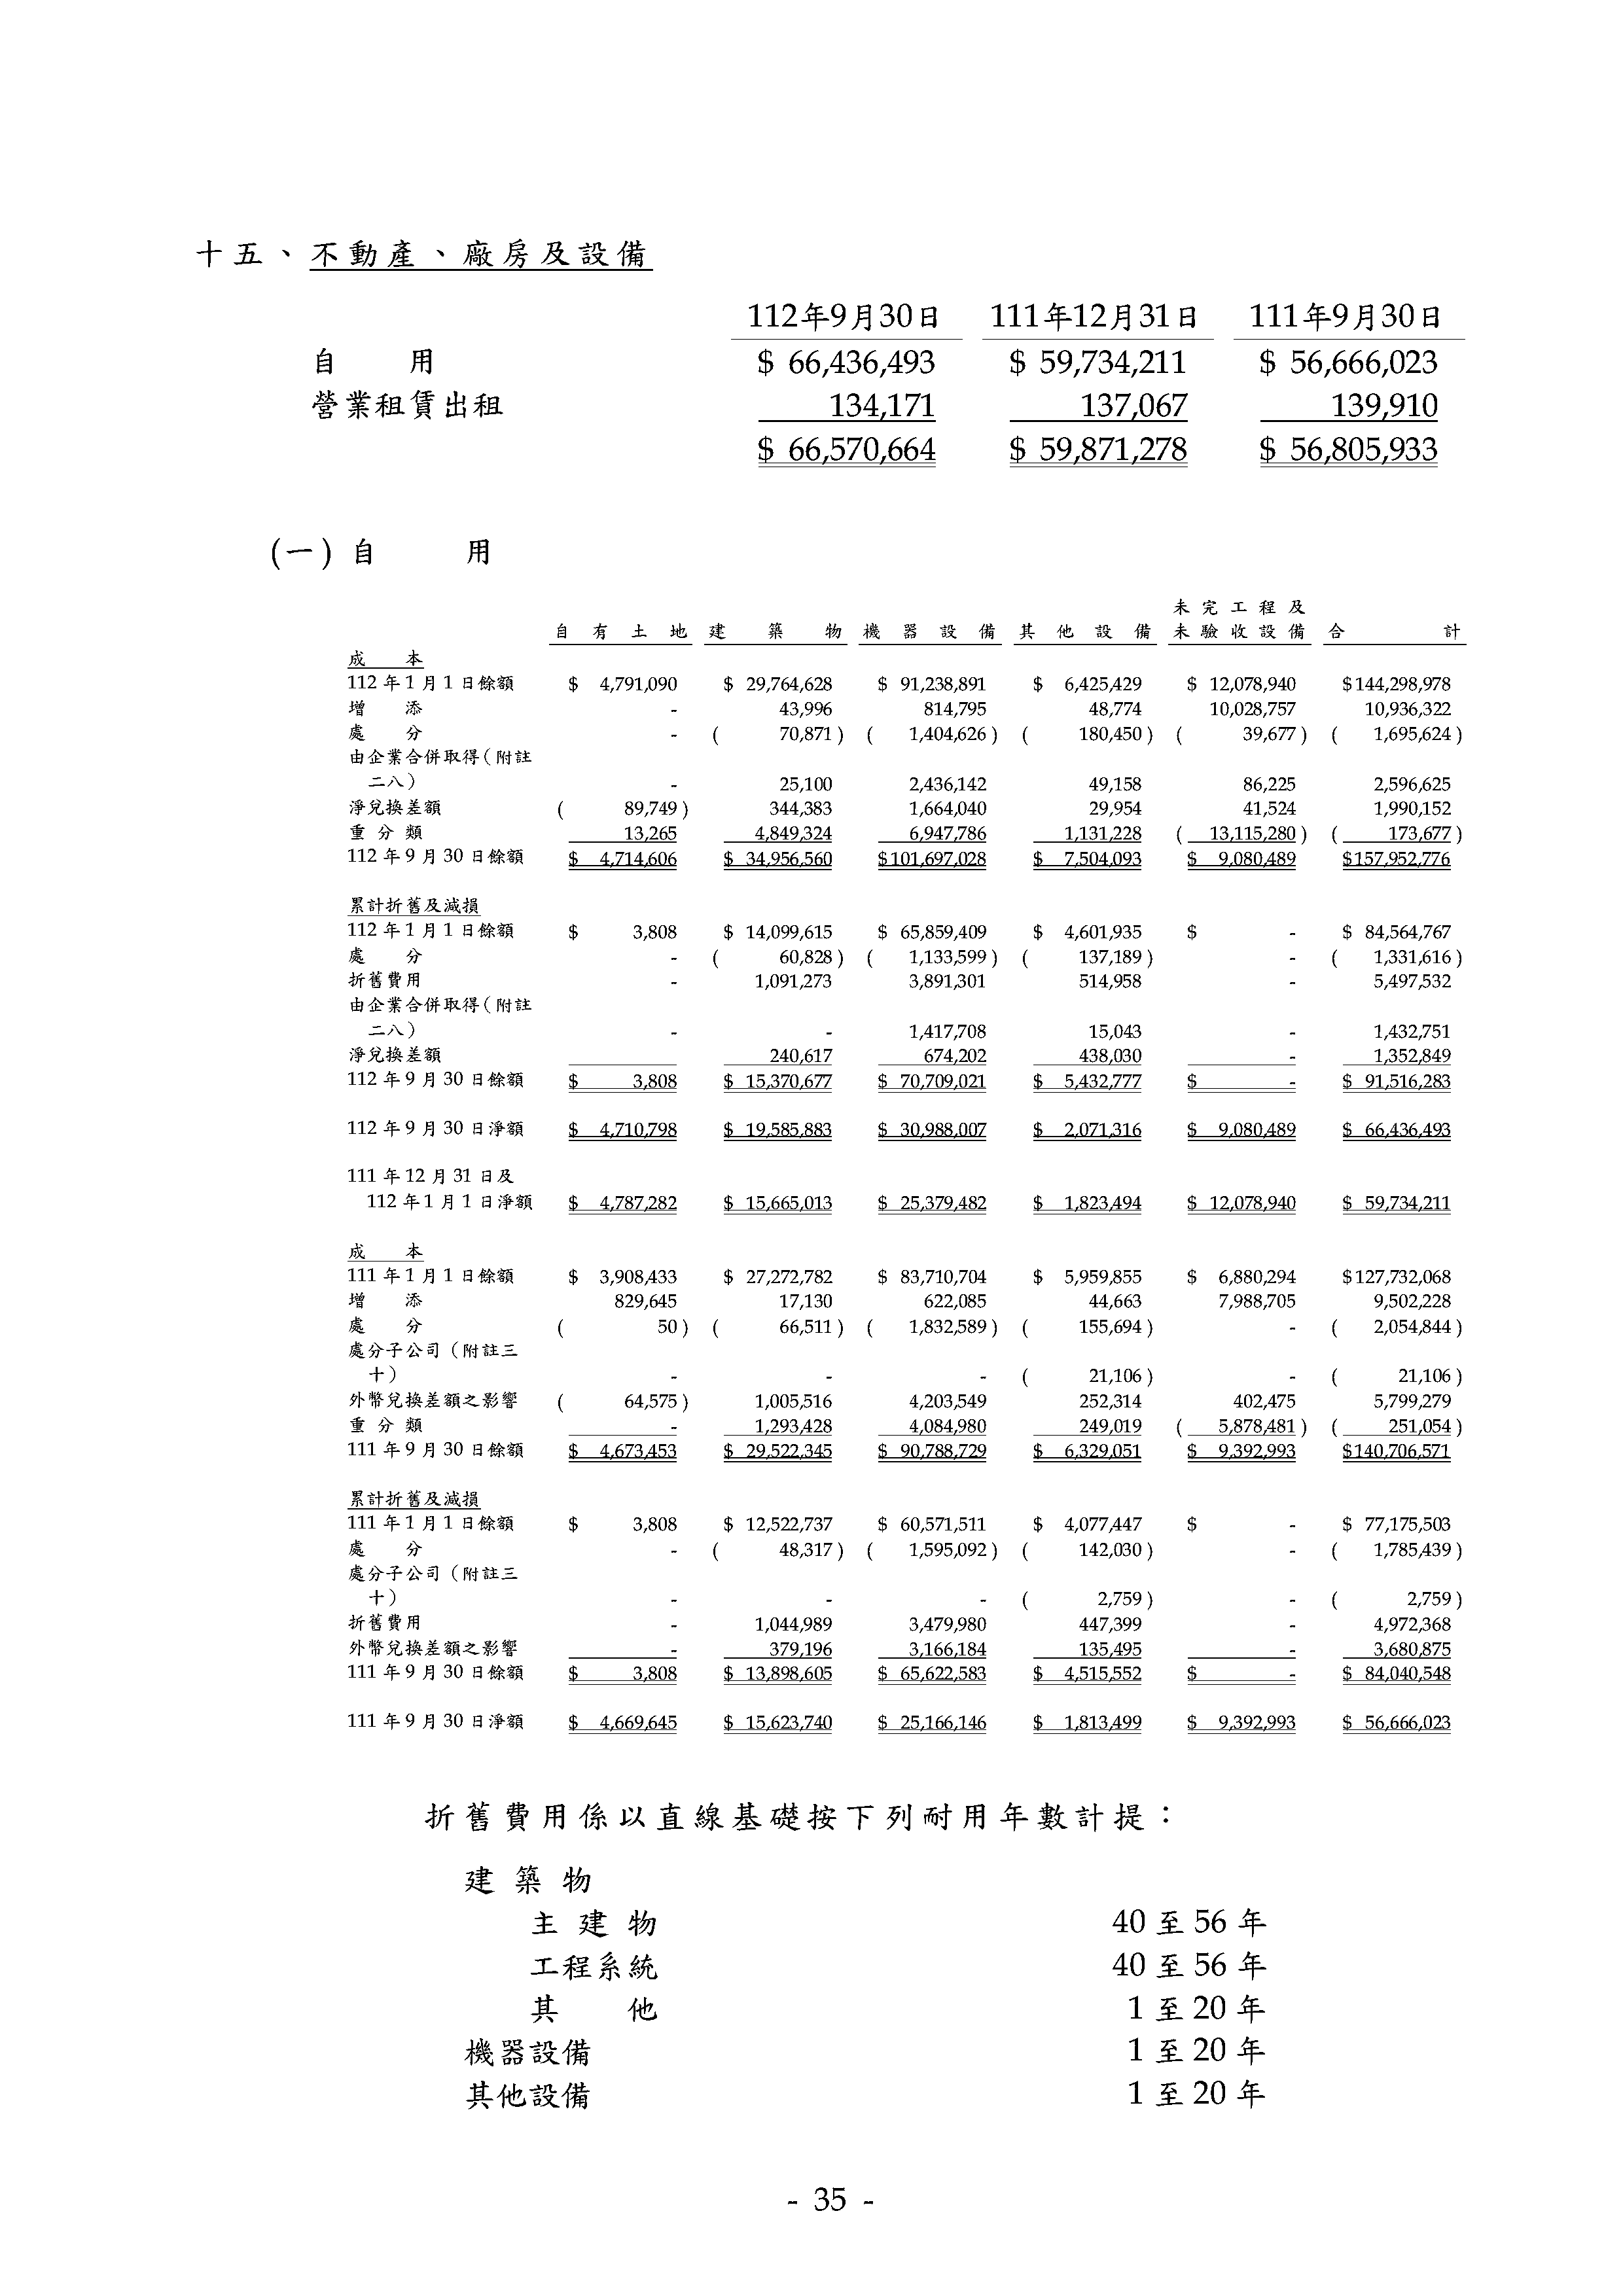 十五、不動產、廠房及設備
112年9月30日 111年12月31日 111年9月30日
自 用 $ 66,436,493 $ 59,734,211 $ 56,666,023
營業租賃出租 134,171 137,067 139,910
$ 66,570,664 $ 59,871,278 $ 56,805,933
(一) 自 用
未完工程及
自有土地 建築物 機器設備 其他設備 未驗收設備 合計
成 本
112年1月1日餘額 $ 4,791,090 $ 29,764,628 $ 91,238,891 $ 6,425,429 $ 12,078,940 $144,298,978
增 添 - 43,996 814,795 48,774 10,028,757 10,936,322
處 分 - ( 70,871) ( 1,404,626) ( 180,450) ( 39,677) ( 1,695,624)
由企業合併取得(附註
二八) - 25,100 2,436,142 49,158 86,225 2,596,625
淨兌換差額 ( 89,749) 344,383 1,664,040 29,954 41,524 1,990,152
重分類 13,265 4,849,324 6,947,786 1,131,228 ( 13,115,280) ( 173,677)
112年9月30日餘額 $ 4,714,606 $ 34,956,560 $101,697,028 $ 7,504,093 $ 9,080,489 $157,952,776
累計折舊及減損
112年1月1日餘額 $ 3,808 $ 14,099,615 $ 65,859,409 $ 4,601,935 $ - $ 84,564,767
處 分 - ( 60,828) ( 1,133,599) ( 137,189) - ( 1,331,616)
折舊費用 - 1,091,273 3,891,301 514,958 - 5,497,532
由企業合併取得(附註
二八) - - 1,417,708 15,043 - 1,432,751
淨兌換差額 240,617 674,202 438,030 - 1,352,849
112年9月30日餘額 $ 3,808 $ 15,370,677 $ 70,709,021 $ 5,432,777 $ - $ 91,516,283
112年9月30日淨額 $ 4,710,798 $ 19,585,883 $ 30,988,007 $ 2,071,316 $ 9,080,489 $ 66,436,493
111年12月31日及
112年1月1日淨額 $ 4,787,282 $ 15,665,013 $ 25,379,482 $ 1,823,494 $ 12,078,940 $ 59,734,211
成 本
111年1月1日餘額 $ 3,908,433 $ 27,272,782 $ 83,710,704 $ 5,959,855 $ 6,880,294 $127,732,068
增 添 829,645 17,130 622,085 44,663 7,988,705 9,502,228
處 分 ( 50) ( 66,511) ( 1,832,589) ( 155,694) - ( 2,054,844)
處分子公司(附註三
十) - - - ( 21,106) - ( 21,106)
外幣兌換差額之影響 ( 64,575) 1,005,516 4,203,549 252,314 402,475 5,799,279
重分類 - 1,293,428 4,084,980 249,019 ( 5,878,481) ( 251,054)
111年9月30日餘額 $ 4,673,453 $ 29,522,345 $ 90,788,729 $ 6,329,051 $ 9,392,993 $140,706,571
累計折舊及減損
111年1月1日餘額 $ 3,808 $ 12,522,737 $ 60,571,511 $ 4,077,447 $ - $ 77,175,503
處 分 - ( 48,317) ( 1,595,092) ( 142,030) - ( 1,785,439)
處分子公司(附註三
十) - - - ( 2,759) - ( 2,759)
折舊費用 - 1,044,989 3,479,980 447,399 - 4,972,368
外幣兌換差額之影響 - 379,196 3,166,184 135,495 - 3,680,875
111年9月30日餘額 $ 3,808 $ 13,898,605 $ 65,622,583 $ 4,515,552 $ - $ 84,040,548
111年9月30日淨額 $ 4,669,645 $ 15,623,740 $ 25,166,146 $ 1,813,499 $ 9,392,993 $ 56,666,023
折舊費用係以直線基礎按下列耐用年數計提：
建築物
主建物 40至56年
工程系統 40至56年
其 他 1至20年
機器設備 1至20年
其他設備 1至20年
- 35 -